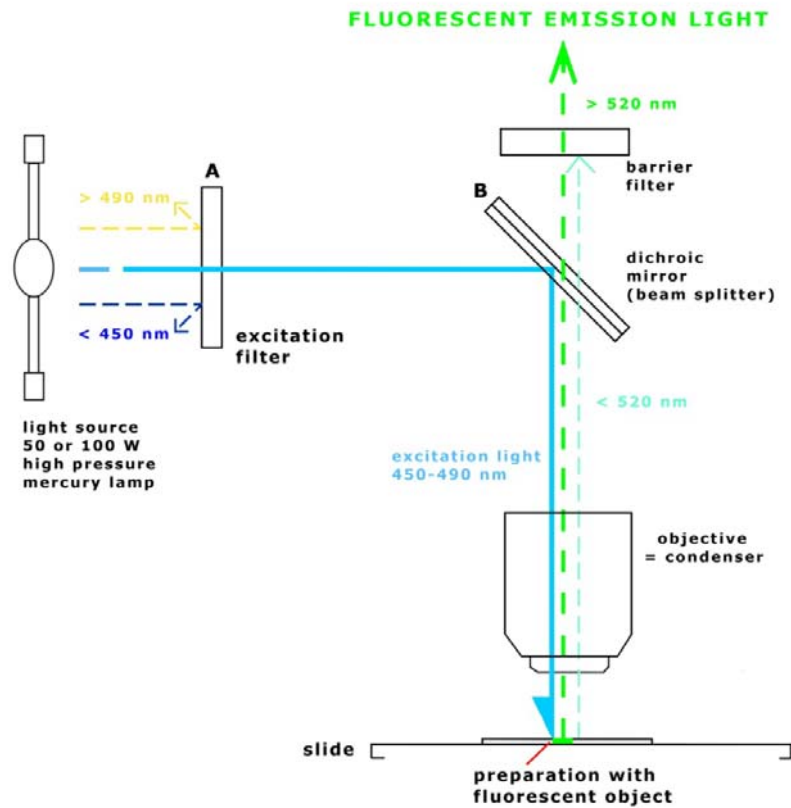 FLUORESCENT EMISSION LIGHT
> 520 nm
A
barrier
filter
> 490 nm
B
dichroic
mirror
(beam splitter)
< 450 nm
excitation
filter
< 520 nm
light source
50 or 100 W
high pressure
mercury lamp
excitation light
450-490 nm
objective
= condenser
slide
preparation with
fluorescent object